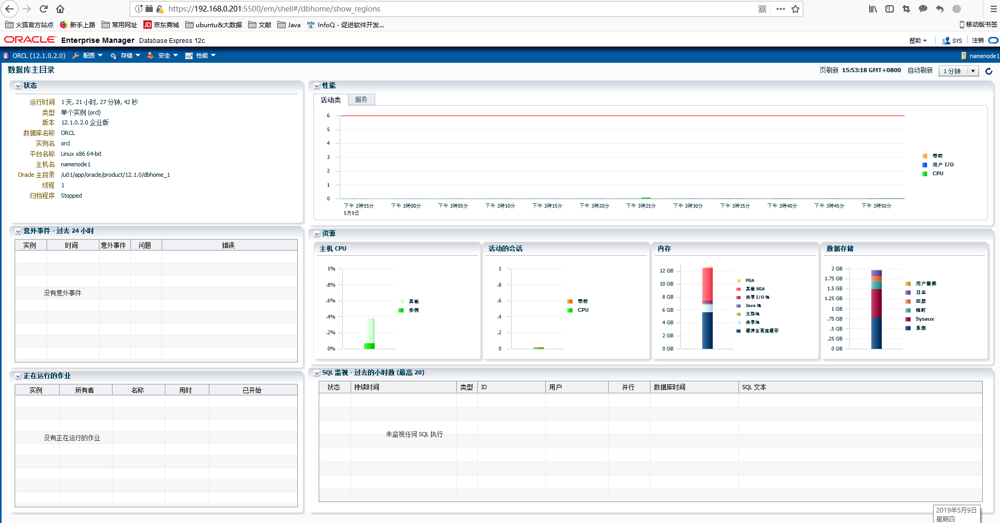 https://192.168.0.201:5500/em/shell#/dbhome/show_regions
火狐官方站点 新手上路 常用网址 JD 京东商城 ubuntu&大数据 文献 Java Info Q InfoQ - 促进软件开发...
移动版书签
ORACLE Enterprise Manager Database Express 12c
帮助 SYS 注销
ORCL (12.1.0.2.0) 配置 存储 安全 性能
namenode1
数据库主目录
页刷新 15:53:18 GMT+0800 自动刷新 1 分钟
状态
运行时间 1 天, 21 小时, 27 分钟, 42 秒
类型 单个实例 (orcl)
版本 12.1.0.2.0 企业版
数据库名称 ORCL
实例名 orcl
平台名称 Linux x86 64-bit
主机名 namenode1
Oracle 主目录 /u01/app/oracle/product/12.1.0/dbhome_1
线程 1
归档程序 Stopped
性能
活动类 服务
6
5
4
3
2
1
0
下午 2時55分 下午 3時00分 下午 3時05分 下午 3時10分 下午 3時15分 下午 3時20分 下午 3時25分 下午 3時30分 下午 3時35分 下午 3時40分 下午 3時45分 下午 3時50分
5月9日
等待
用户 I/O
CPU
意外事件 - 过去 24 小时
实例 时间 意外事件 问题 错误
没有意外事件
资源
主机 CPU
1%
.8%
.6%
.4%
.2%
0%
其他
实例
活动的会话
1
.8
.6
.4
.2
0
等待
CPU
内存
12 GB
10 GB
8 GB
6 GB
4 GB
2 GB
0 GB
PGA
其他 SGA
共享 I/O 池
Java 池
大型池
共享池
缓冲区高速缓存
数据存储
2 GB
1.75 GB
1.5 GB
1.25 GB
1 GB
.75 GB
.5 GB
.25 GB
0 GB
用户数据
日志
还原
临时
Sysaux
系统
正在运行的作业
实例 所有者 名称 用时 已开始
没有正在运行的作业
SQL 监视 - 过去的小时数 (最高 20)
状态 持续时间 类型 ID 用户 并行 数据库时间 SQL 文本
未监视任何 SQL 执行
2019年5月9日
星期四